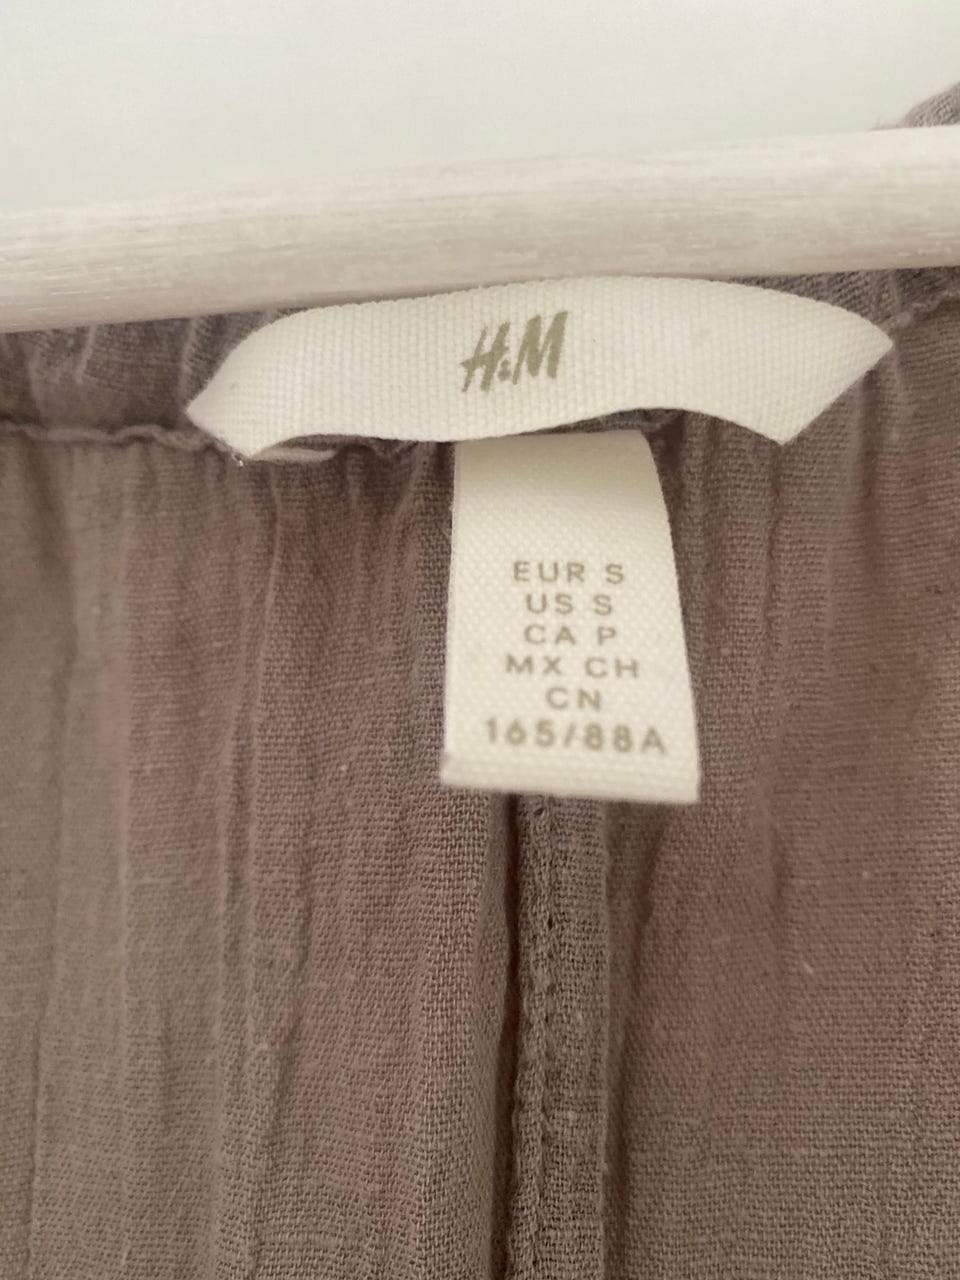 H&M
EUR S
US S
CA P
MX CH
CN
165/88A